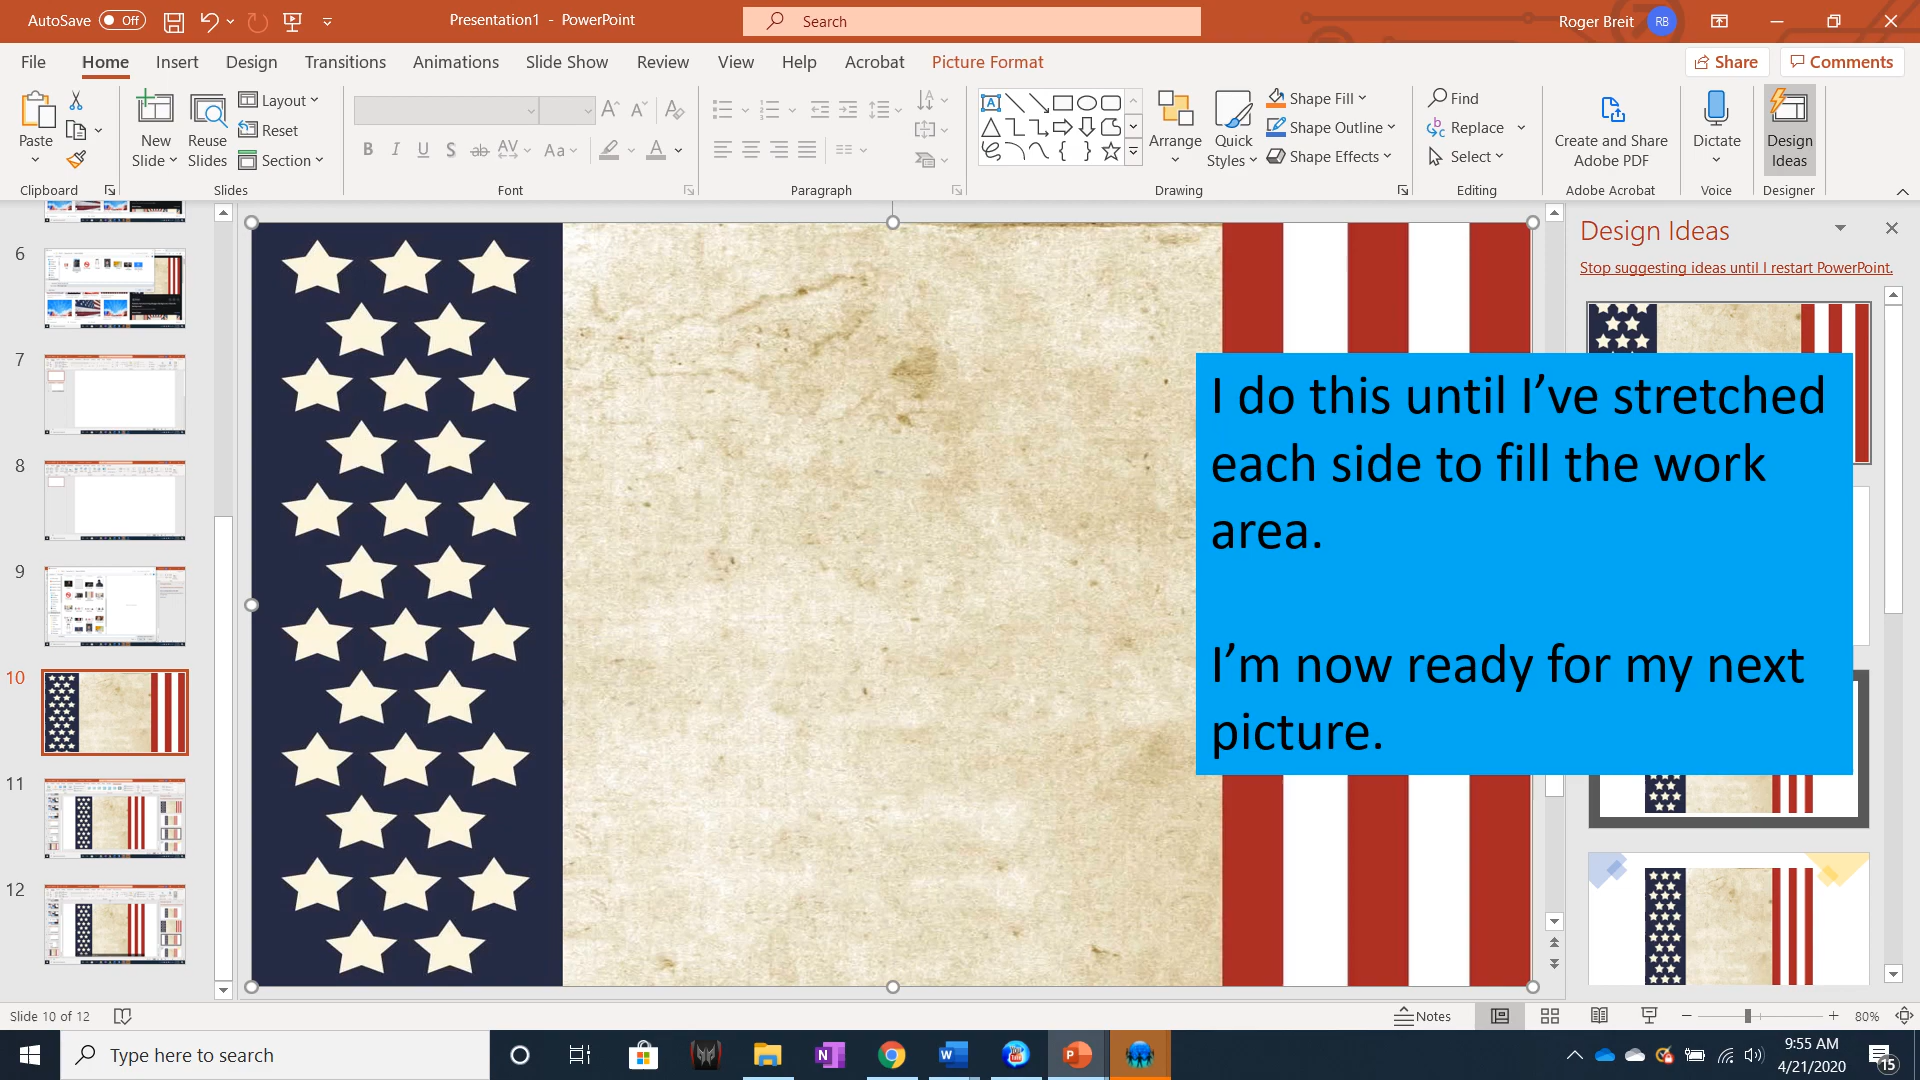 AutoSave Off
Presentation1 - PowerPoint
Search
Roger Breit RB
File Home Insert Design Transitions Animations Slide Show Review View Help Acrobat Picture Format
Share Comments
Paste
Clipboard
New
Slide
Reuse
Slides
Layout
Reset
Section
Slides
B I U S ab AV Aa A
Font
Paragraph
Arrange
Quick
Styles
Shape Fill
Shape Outline
Shape Effects
Drawing
Find
Replace
Select
Editing
Create and Share
Adobe PDF
Adobe Acrobat
Dictate
Voice
Design
Ideas
Designer
6
7
8
9
10
11
12
Design Ideas
Stop suggesting ideas until I restart PowerPoint.
I do this until I’ve stretched
each side to fill the work
area.
I’m now ready for my next
picture.
Slide 10 of 12
Notes
80%
Type here to search
9:55 AM
4/21/2020
15